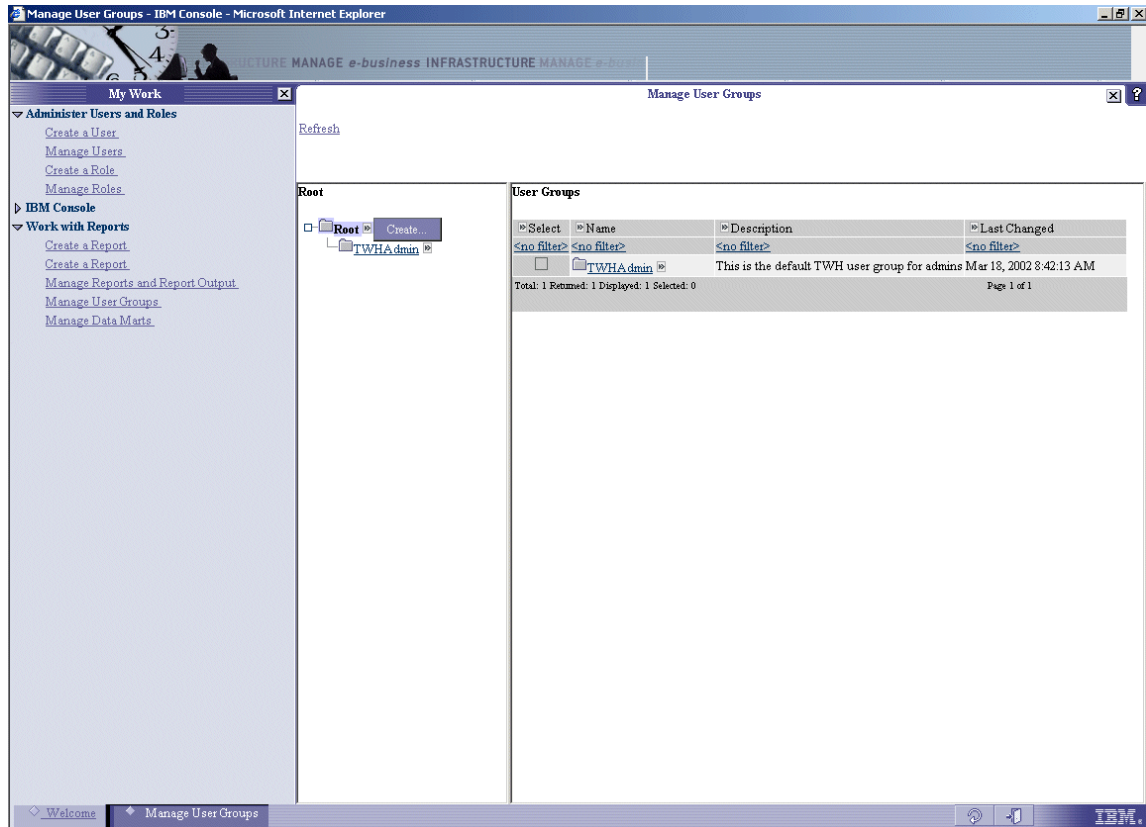 Manage User Groups - IBM Console - Microsoft Internet Explorer
UCTURE MANAGE e-business INFRASTRUCTURE MANAGE e-busi
My Work
Manage User Groups
?
Administer Users and Roles
Create a User
Manage Users
Create a Role
Manage Roles
IBM Console
Work with Reports
Create a Report
Create a Report
Manage Reports and Report Output
Manage User Groups
Manage Data Marts
Refresh
Root
Root Create...
TWHAdmin
User Groups
Select Name Description Last Changed
<no filter> <no filter> <no filter> <no filter>
TWHAdmin This is the default TWH user group for admins Mar 18, 2002 8:42:13 AM
Total: 1 Returned: 1 Displayed: 1 Selected: 0 Page 1 of 1
Welcome Manage User Groups
IBM.